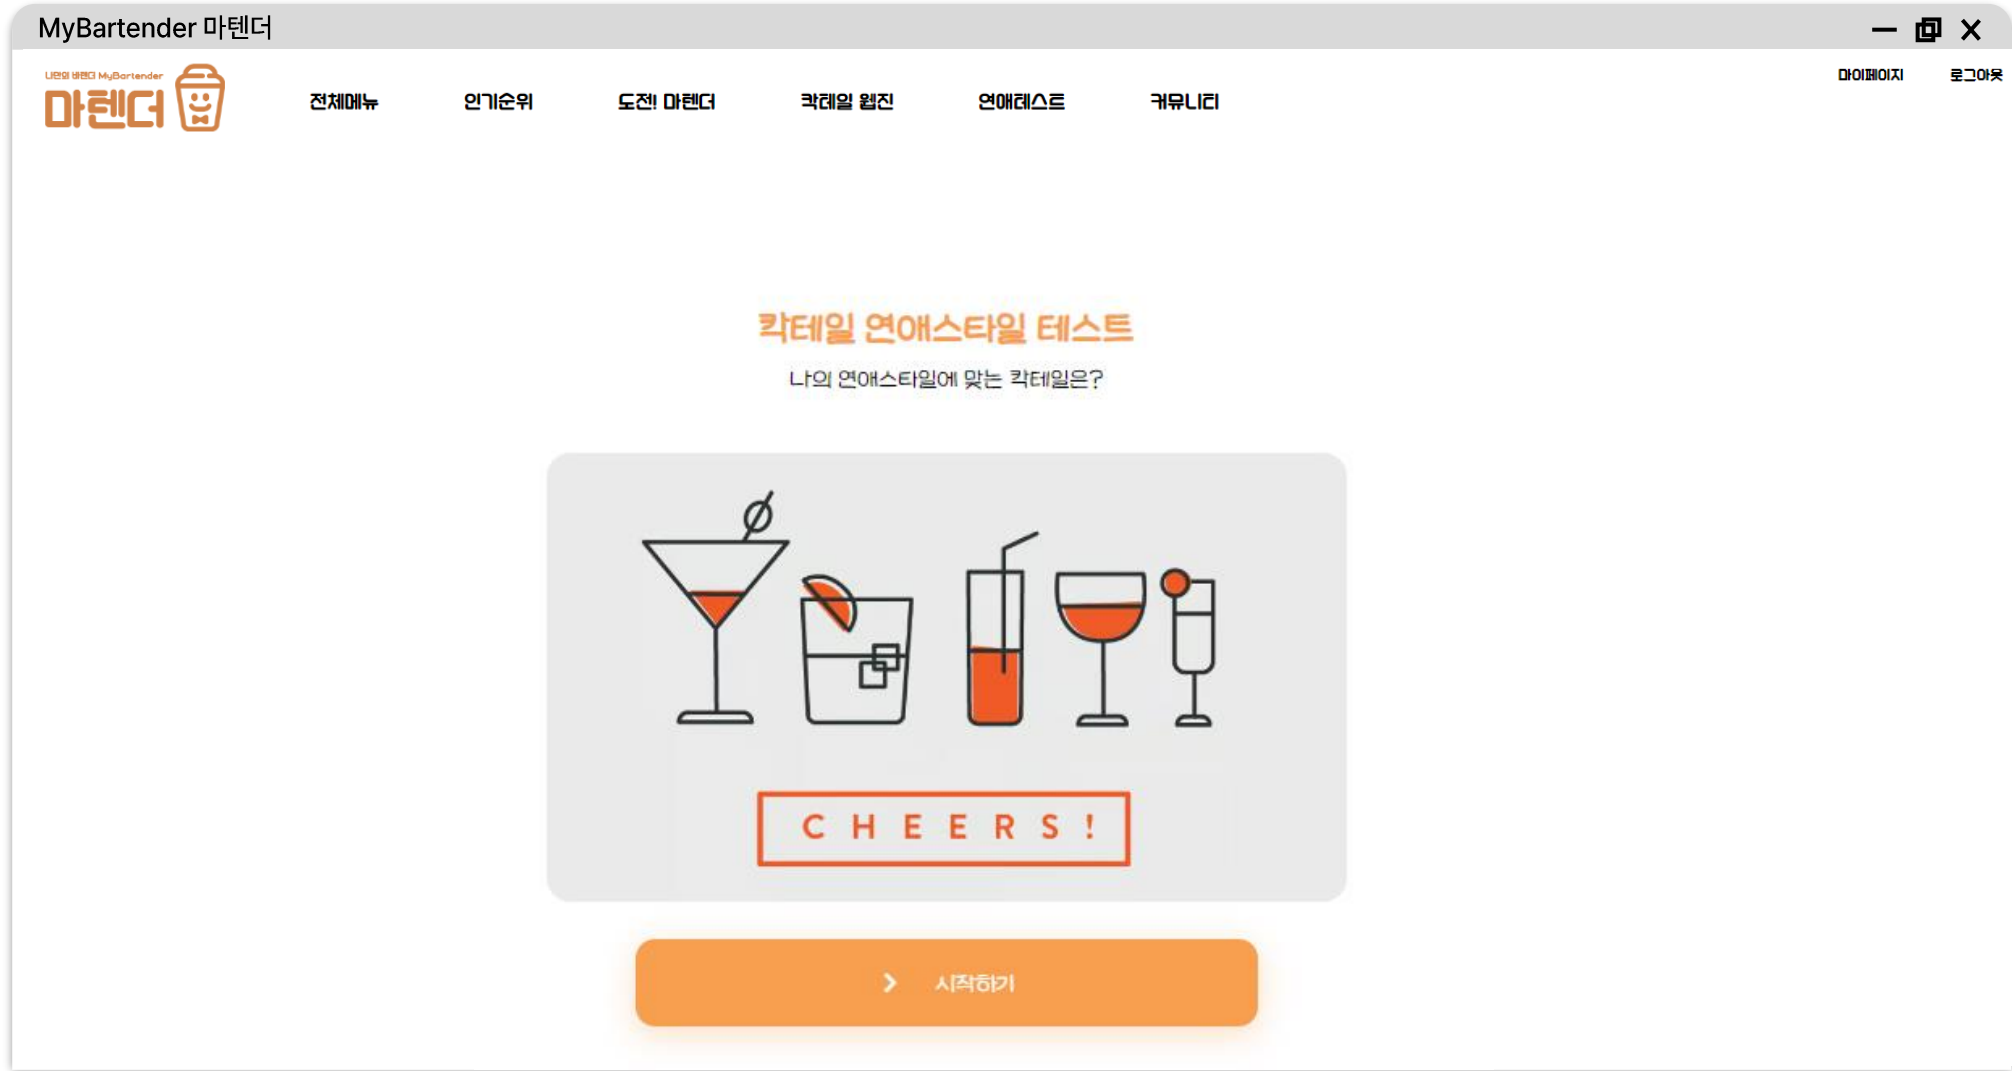 MyBartender 마텐더
나만의 바텐더 MyBartender
마텐더
전체메뉴 인기순위 도전! 마텐더 칵테일 웹진 연애테스트 커뮤니티
마이페이지 로그아웃
칵테일 연애스타일 테스트
나의 연애스타일에 맞는 칵테일은?
CHEERS!
시작하기